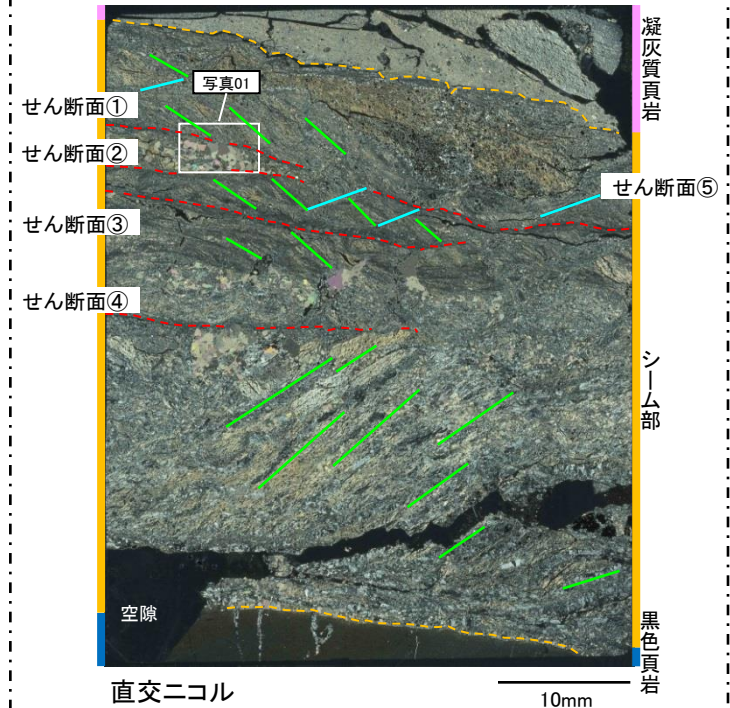 凝灰質頁岩
写真01
せん断面①
せん断面②
せん断面⑤
せん断面③
せん断面④
シーム部
空隙
黒色頁岩
直交ニコル
10mm